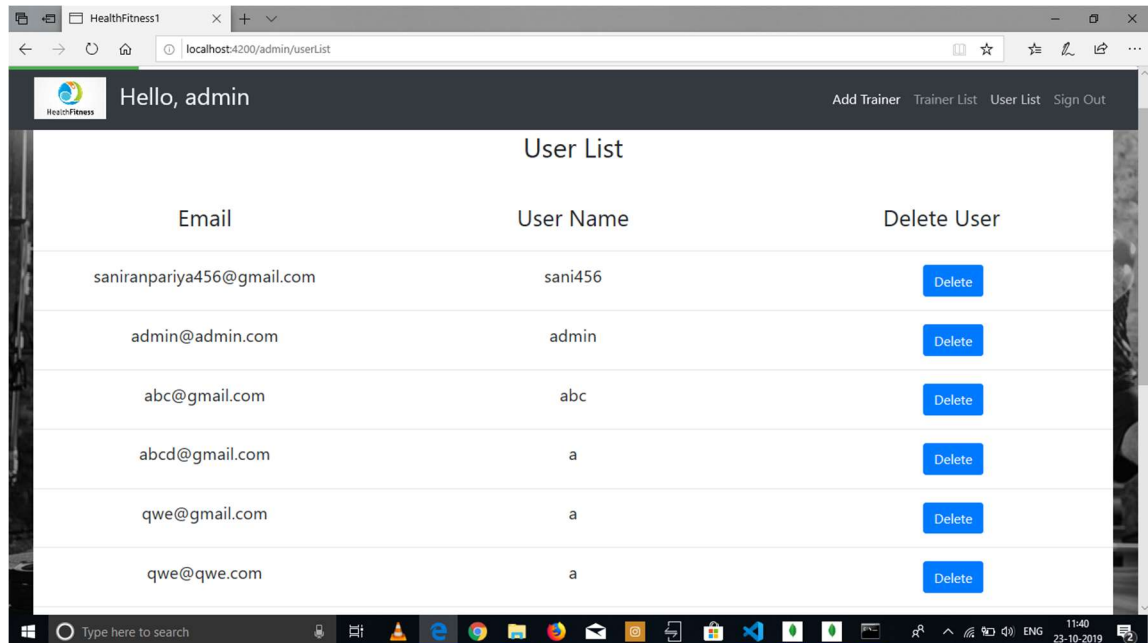 HealthFitness1
localhost:4200/admin/userList
HealthFitness
Hello, admin
Add Trainer Trainer List User List Sign Out
User List
Email User Name Delete User
saniranpariya456@gmail.com sani456 Delete
admin@admin.com admin Delete
abc@gmail.com abc Delete
abcd@gmail.com a Delete
qwe@gmail.com a Delete
qwe@qwe.com a Delete
Type here to search
ENG
11:40
23-10-2019